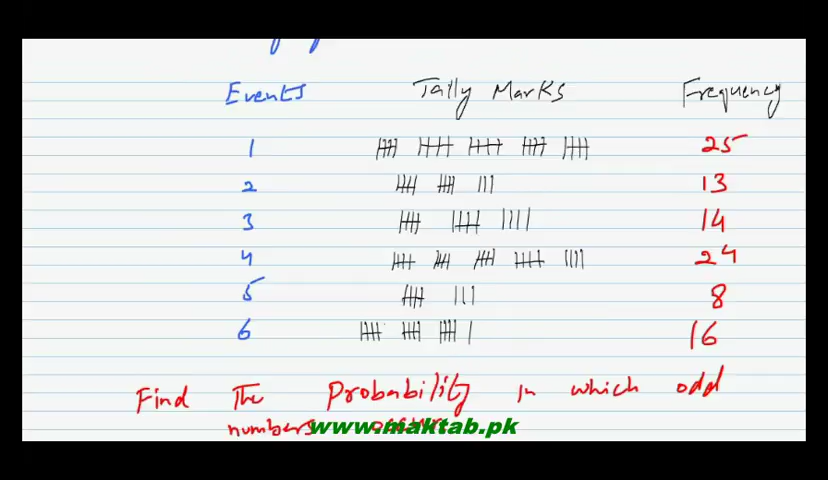 Events Tally Marks Frequency
1 25
2 13
3 14
4 24
5 8
6 16
Find The Probability in which odd
numbers
www.maktab.pk